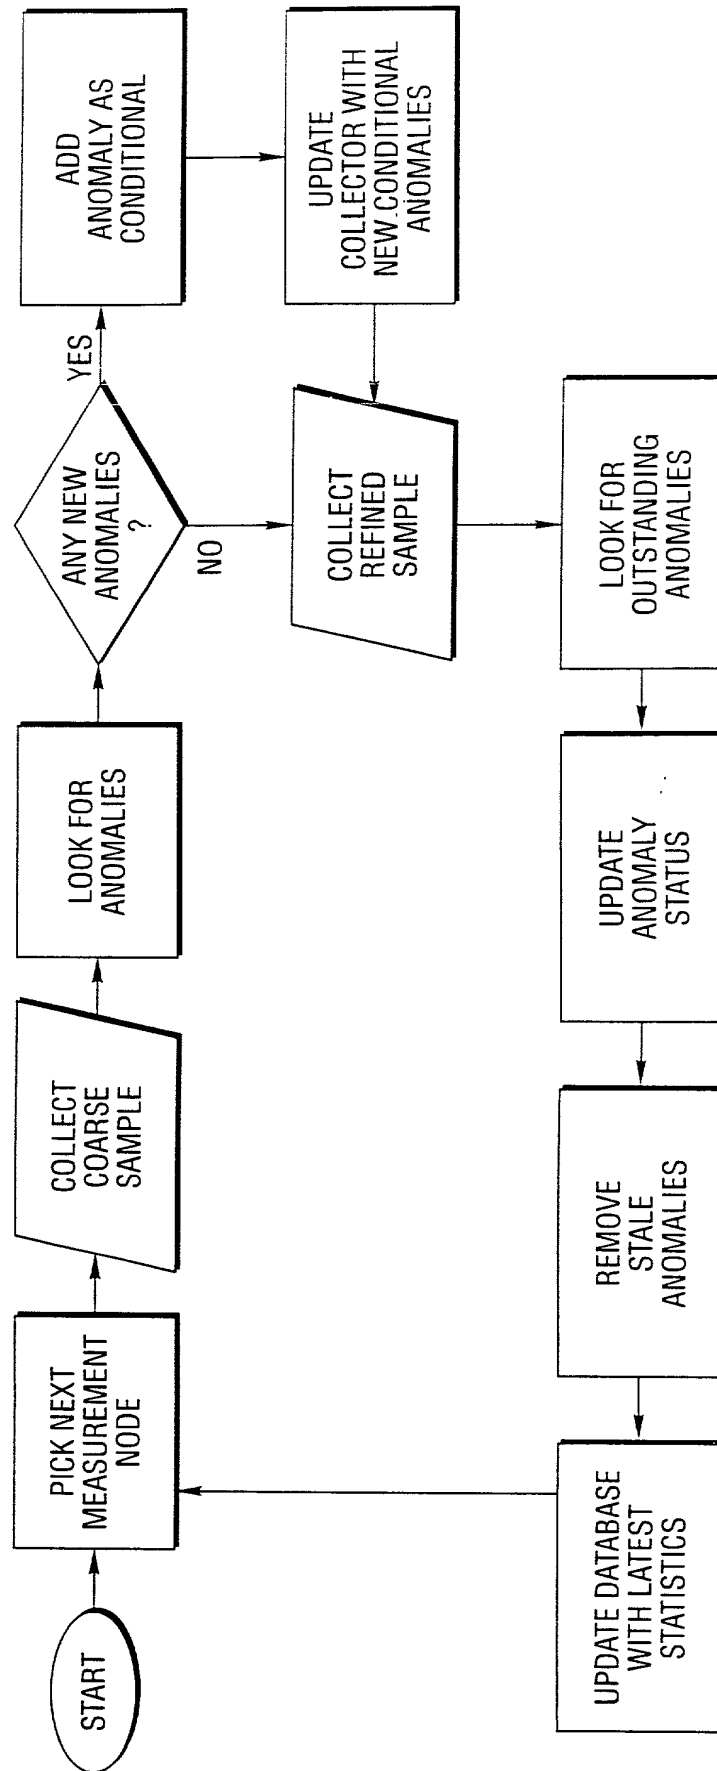 START
PICK NEXT
MEASUREMENT
NODE
COLLECT
COARSE
SAMPLE
LOOK FOR
ANOMALIES
ANY NEW
ANOMALIES
?
YES
ADD
ANOMALY AS
CONDITIONAL
UPDATE
COLLECTOR WITH
NEW CONDITIONAL
ANOMALIES
NO
COLLECT
REFINED
SAMPLE
LOOK FOR
OUTSTANDING
ANOMALIES
UPDATE
ANOMALY
STATUS
REMOVE
STALE
ANOMALIES
UPDATE DATABASE
WITH LATEST
STATISTICS